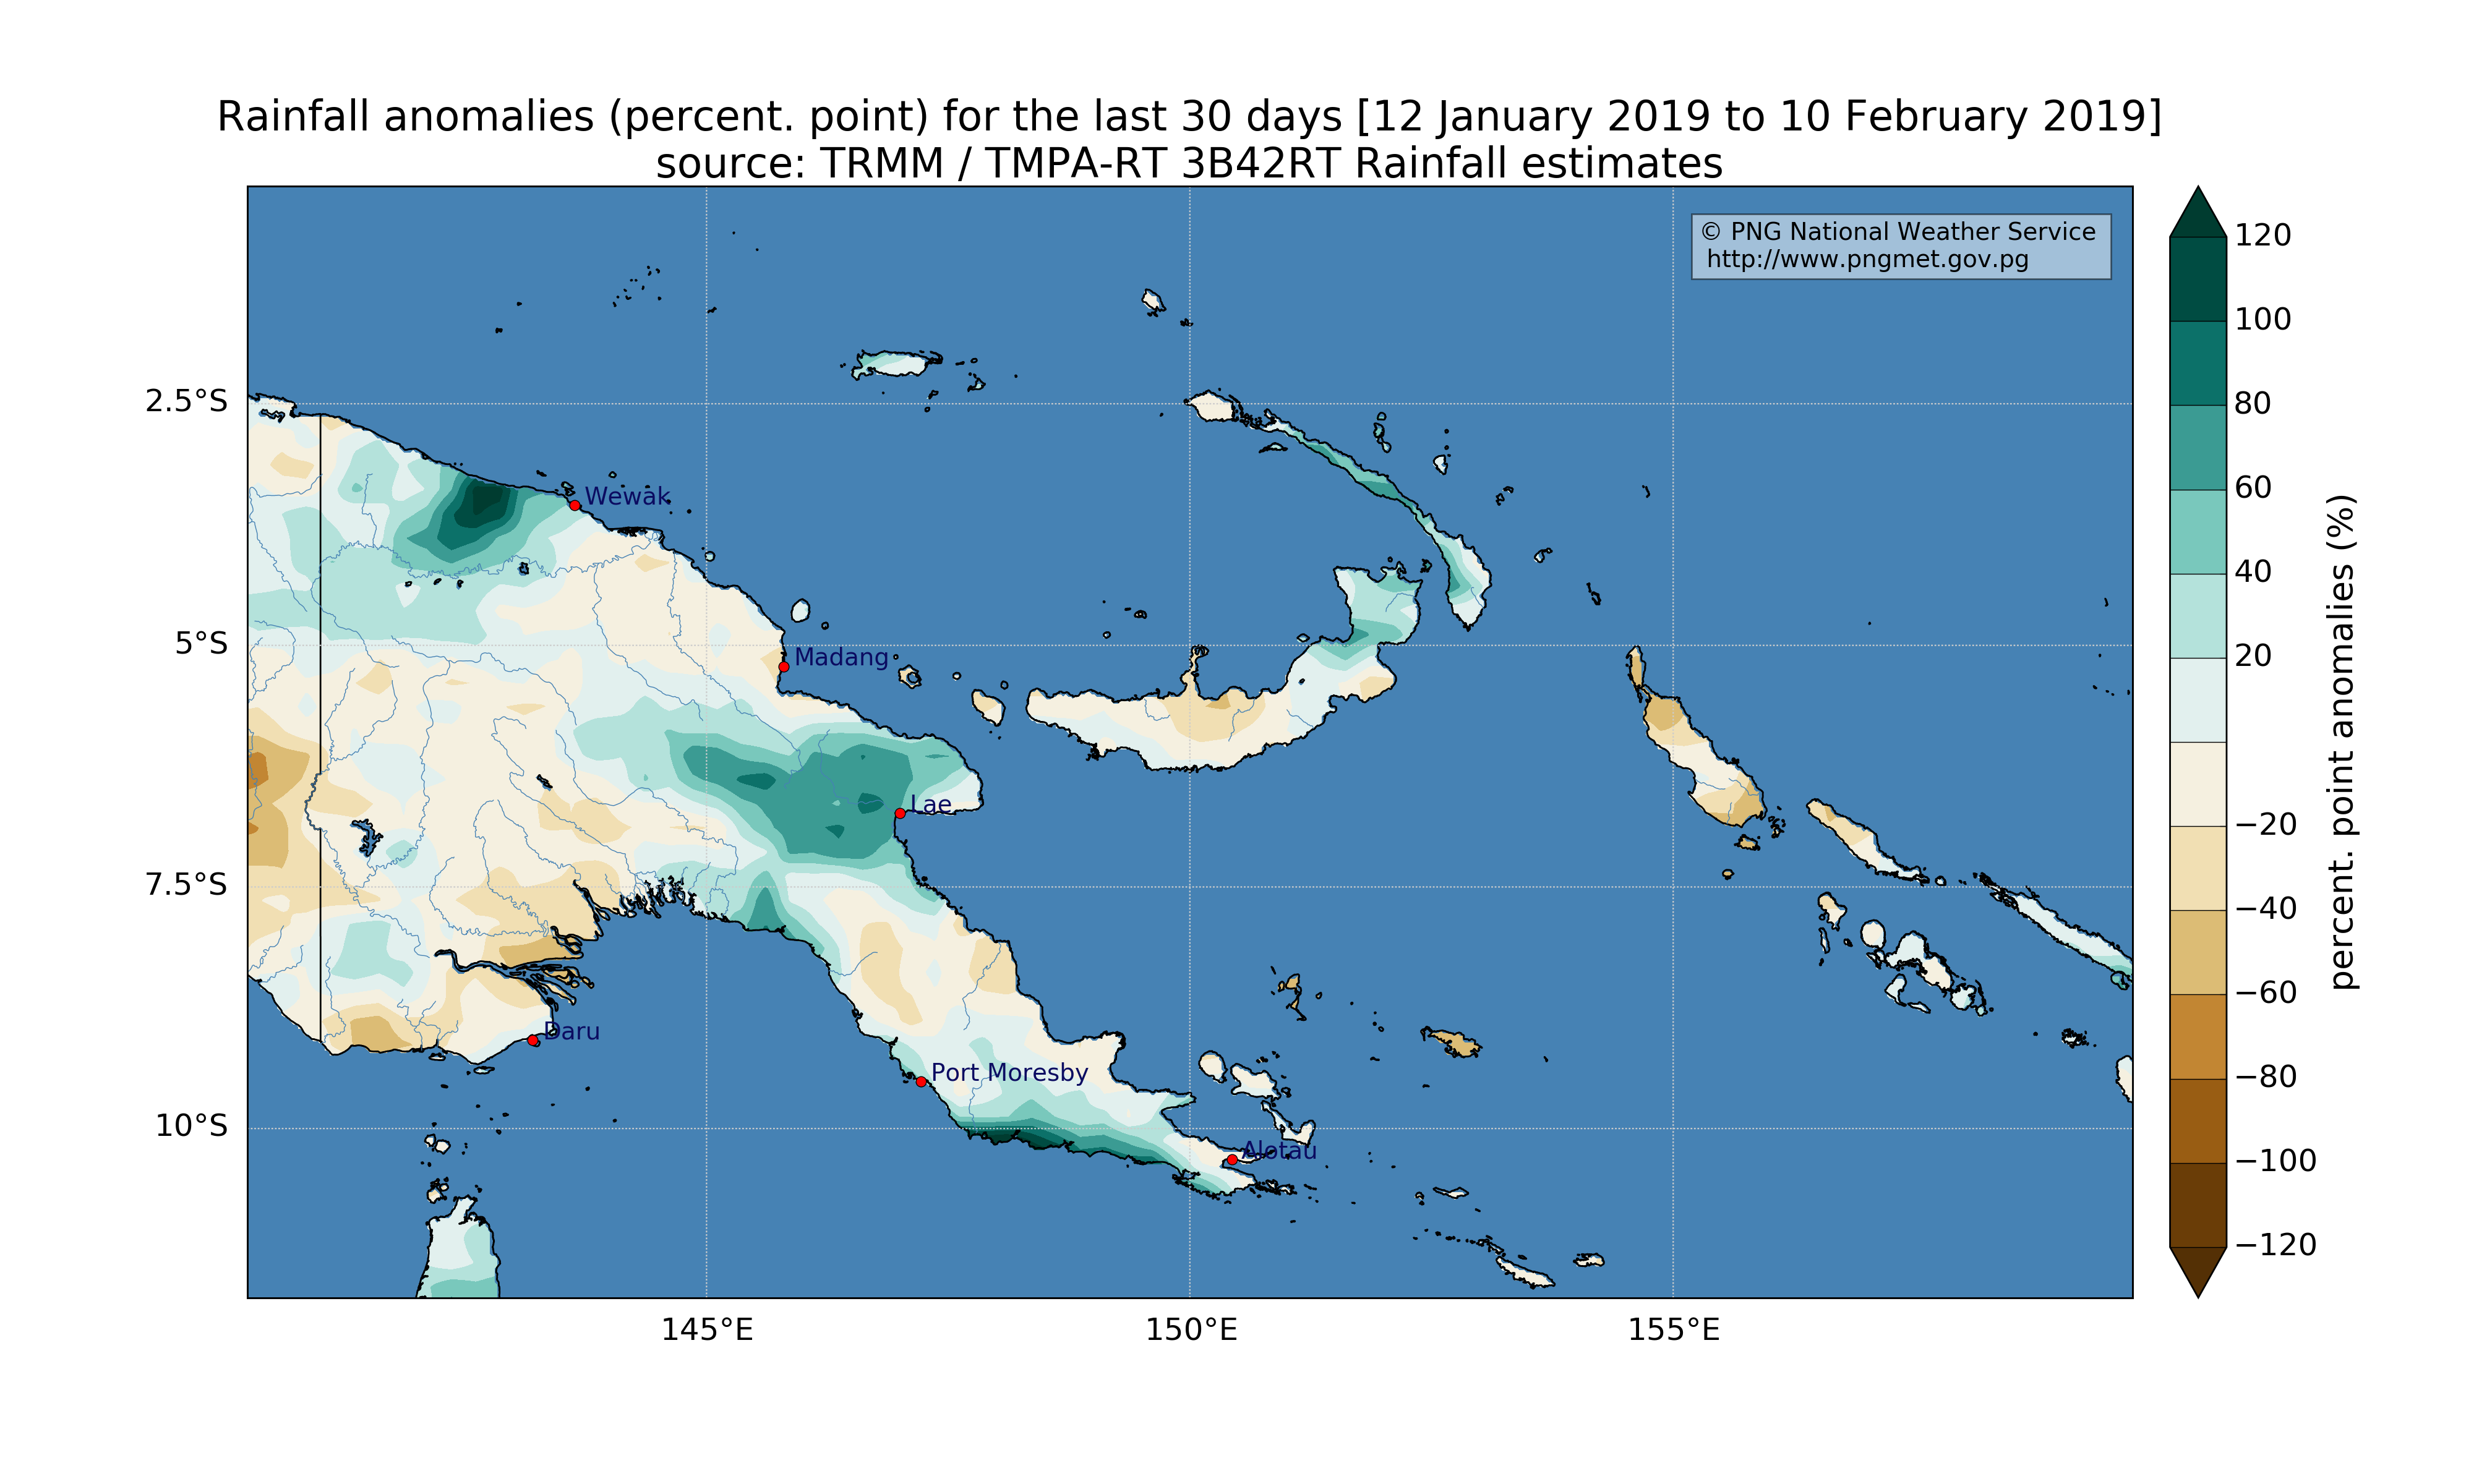 Rainfall anomalies (percent. point) for the last 30 days [12 January 2019 to 10 February 2019]
source: TRMM / TMPA-RT 3B42RT Rainfall estimates
© PNG National Weather Service
http://www.pngmet.gov.pg
2.5°S
5°S
7.5°S
10°S
Wewak
Madang
Lae
Daru
Port Moresby
Alotau
145°E
150°E
155°E
120
100
80
60
40
20
−20
−40
−60
−80
−100
−120
percent. point anomalies (%)